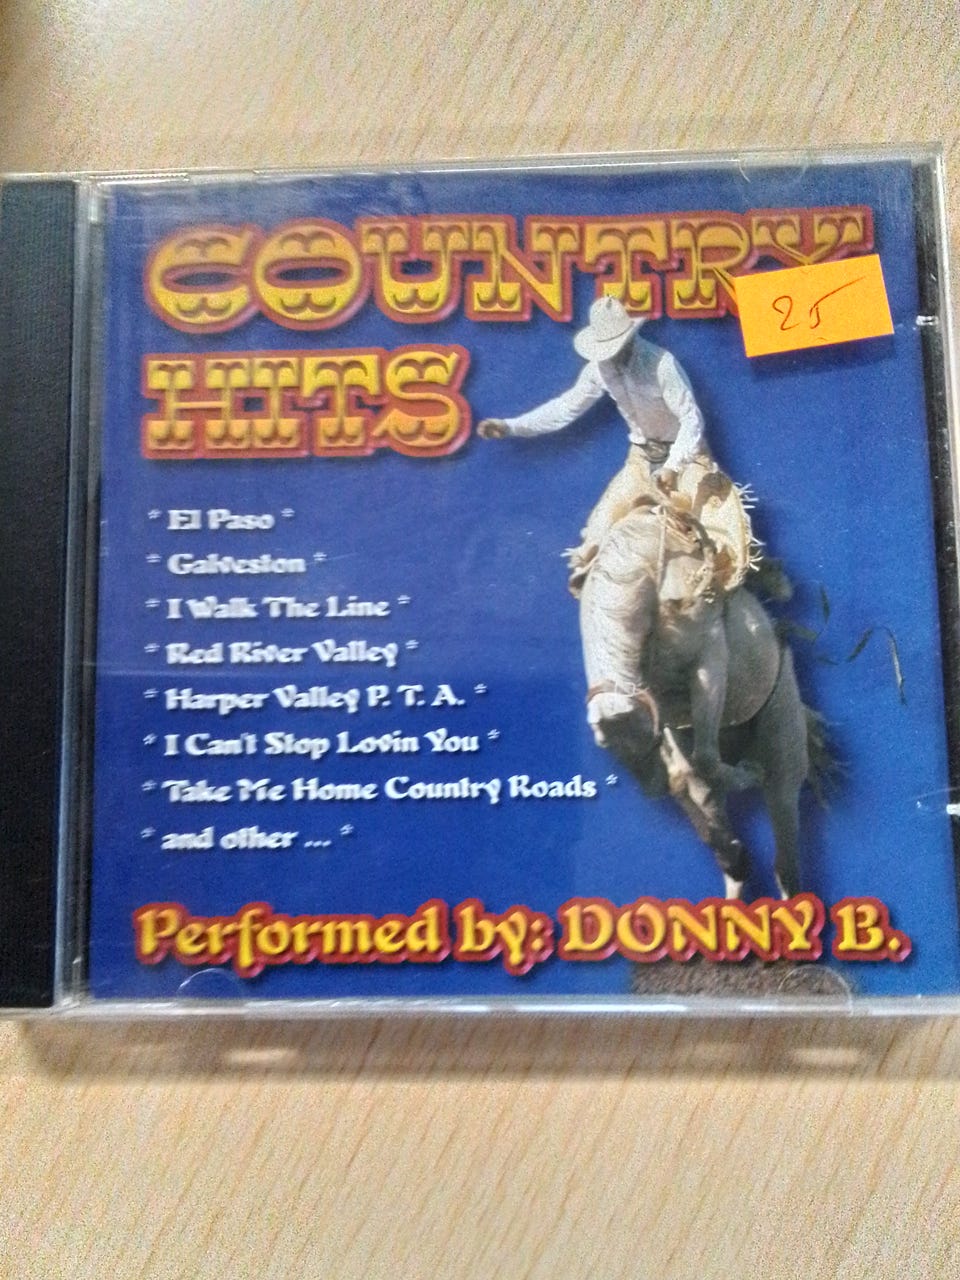 COUNTRY
25
HITS
* El Paso *
* Galveston *
* I Walk The Line *
* Red River Valley *
* Harper Valley P. T. A. *
* I Can't Stop Lovin You *
* Take Me Home Country Roads *
* and other ... *
Performed by: DONNY B.